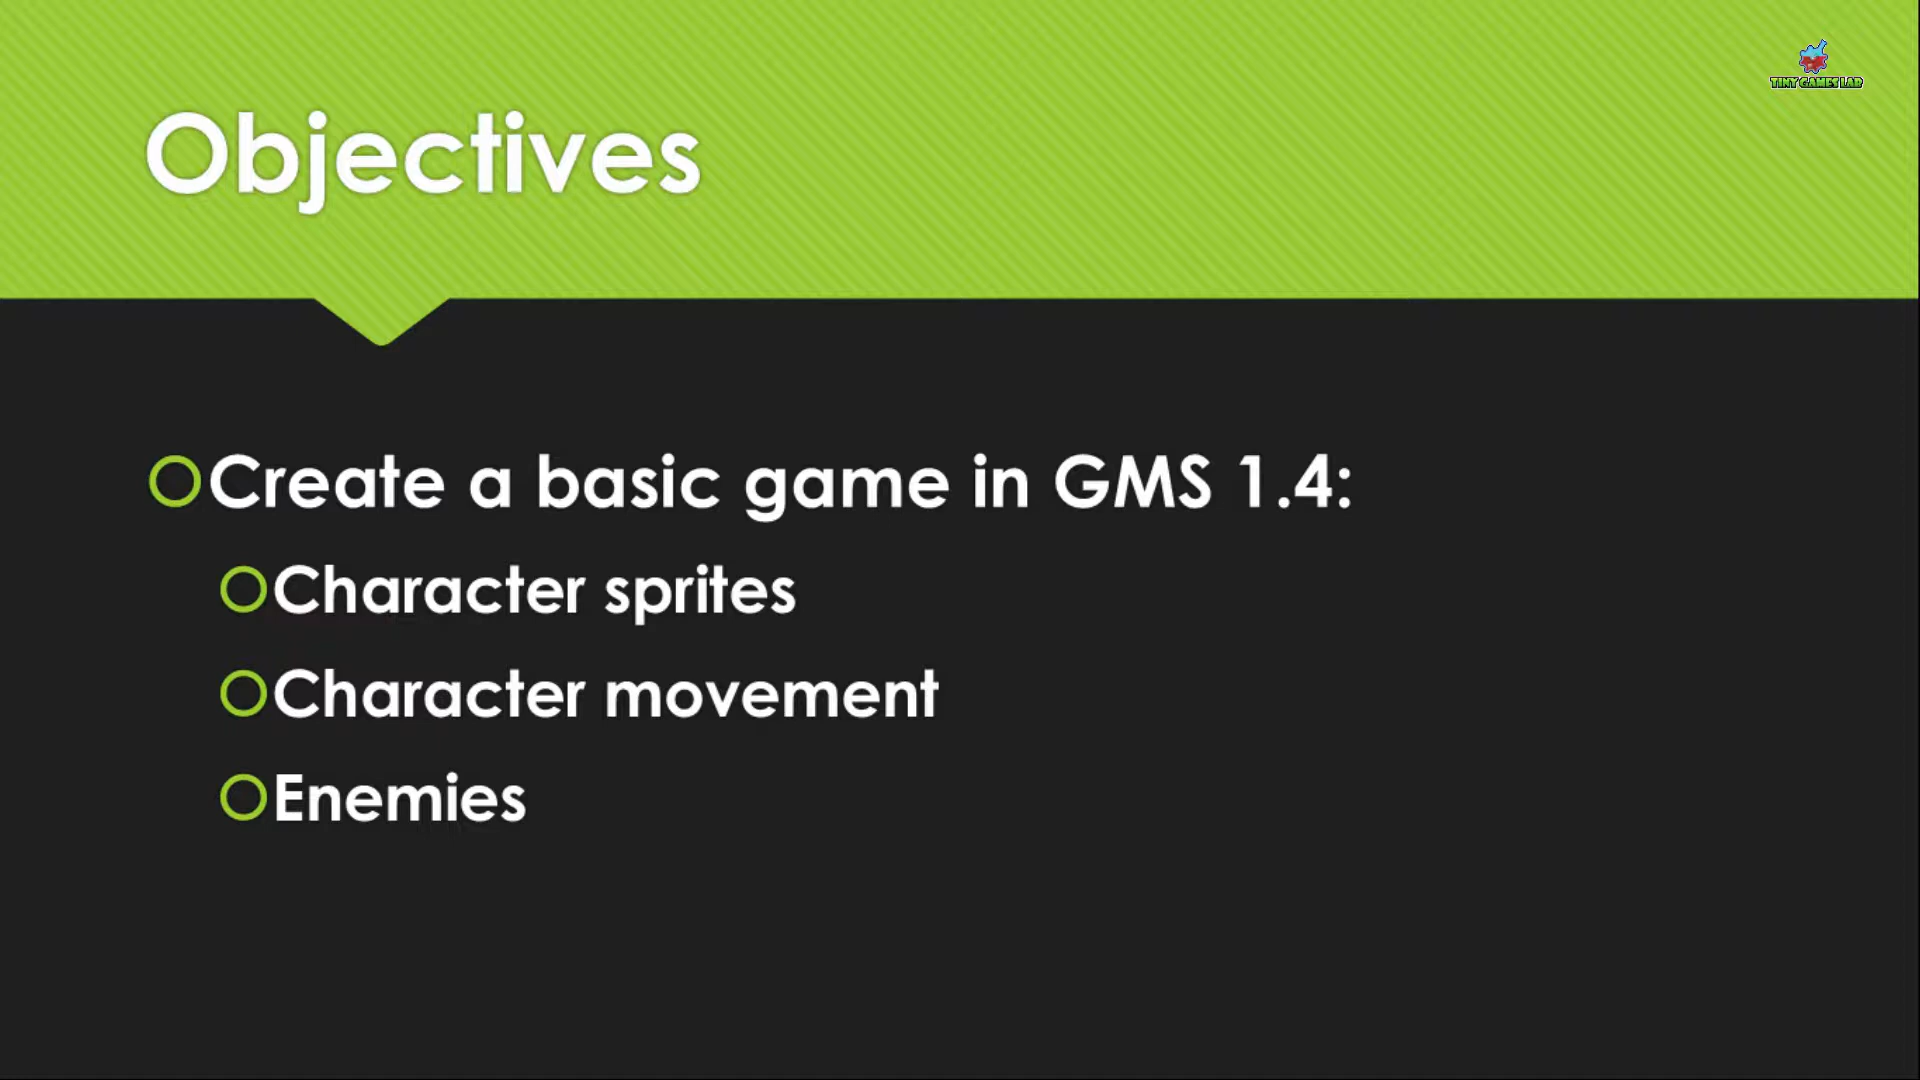 TINY GAMES LAB
Objectives
Create a basic game in GMS 1.4:
Character sprites
Character movement
Enemies